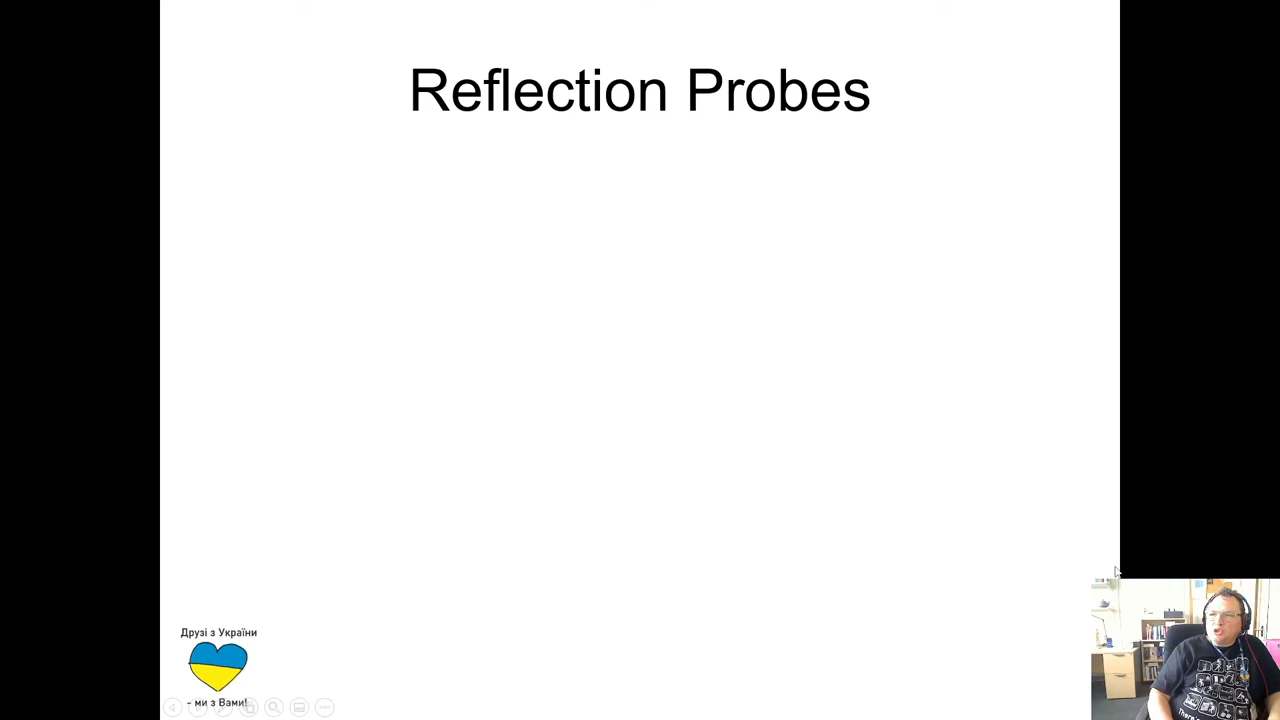 Reflection Probes
Друзі з України
- ми з Вами!